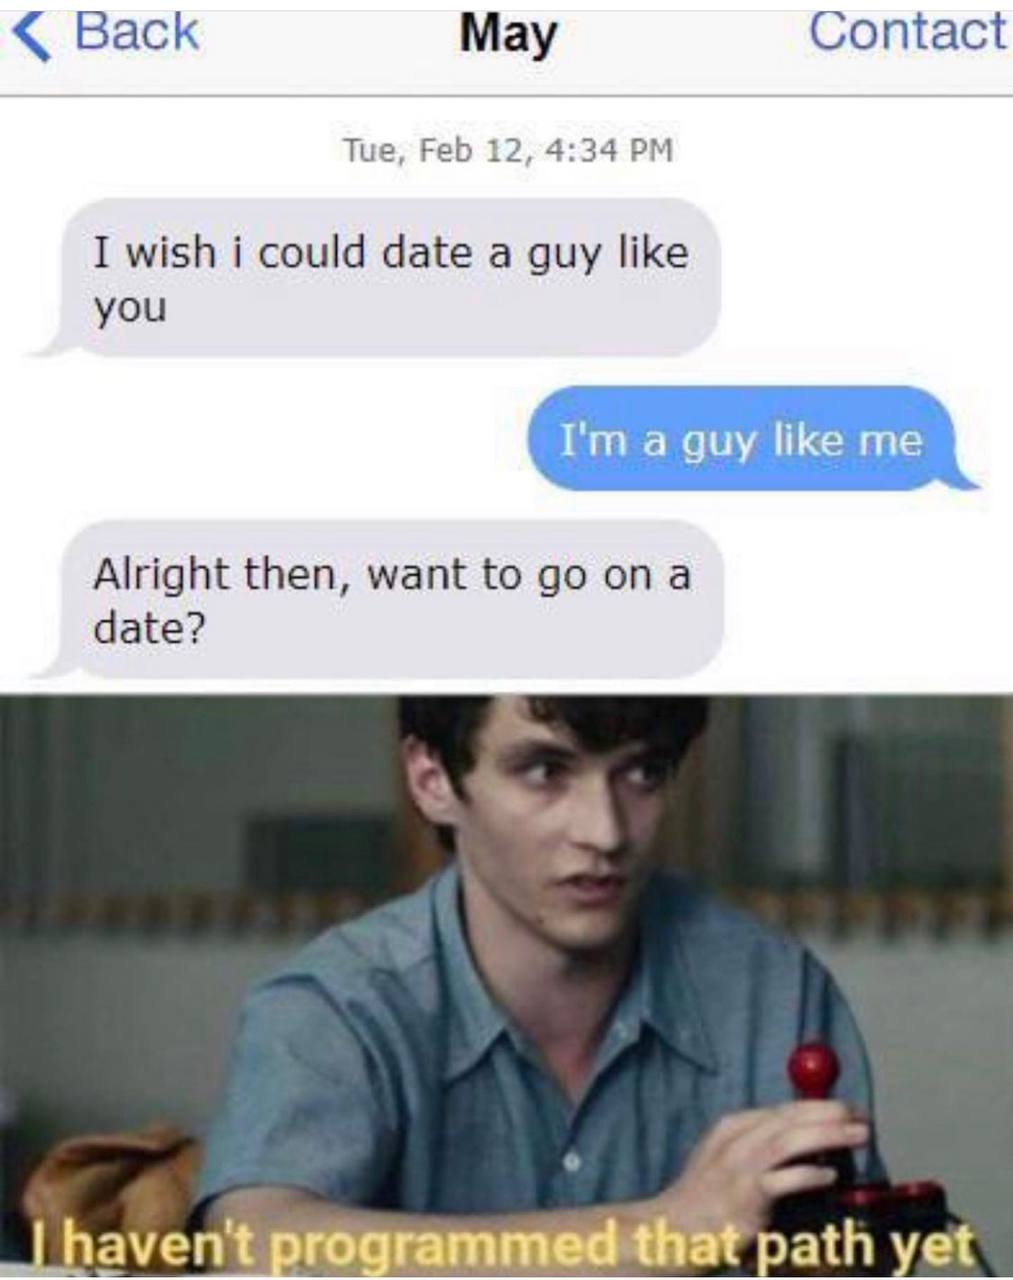 Back May Contact
Tue, Feb 12, 4:34 PM
I wish i could date a guy like
you
I'm a guy like me
Alright then, want to go on a
date?
I haven't programmed that path yet